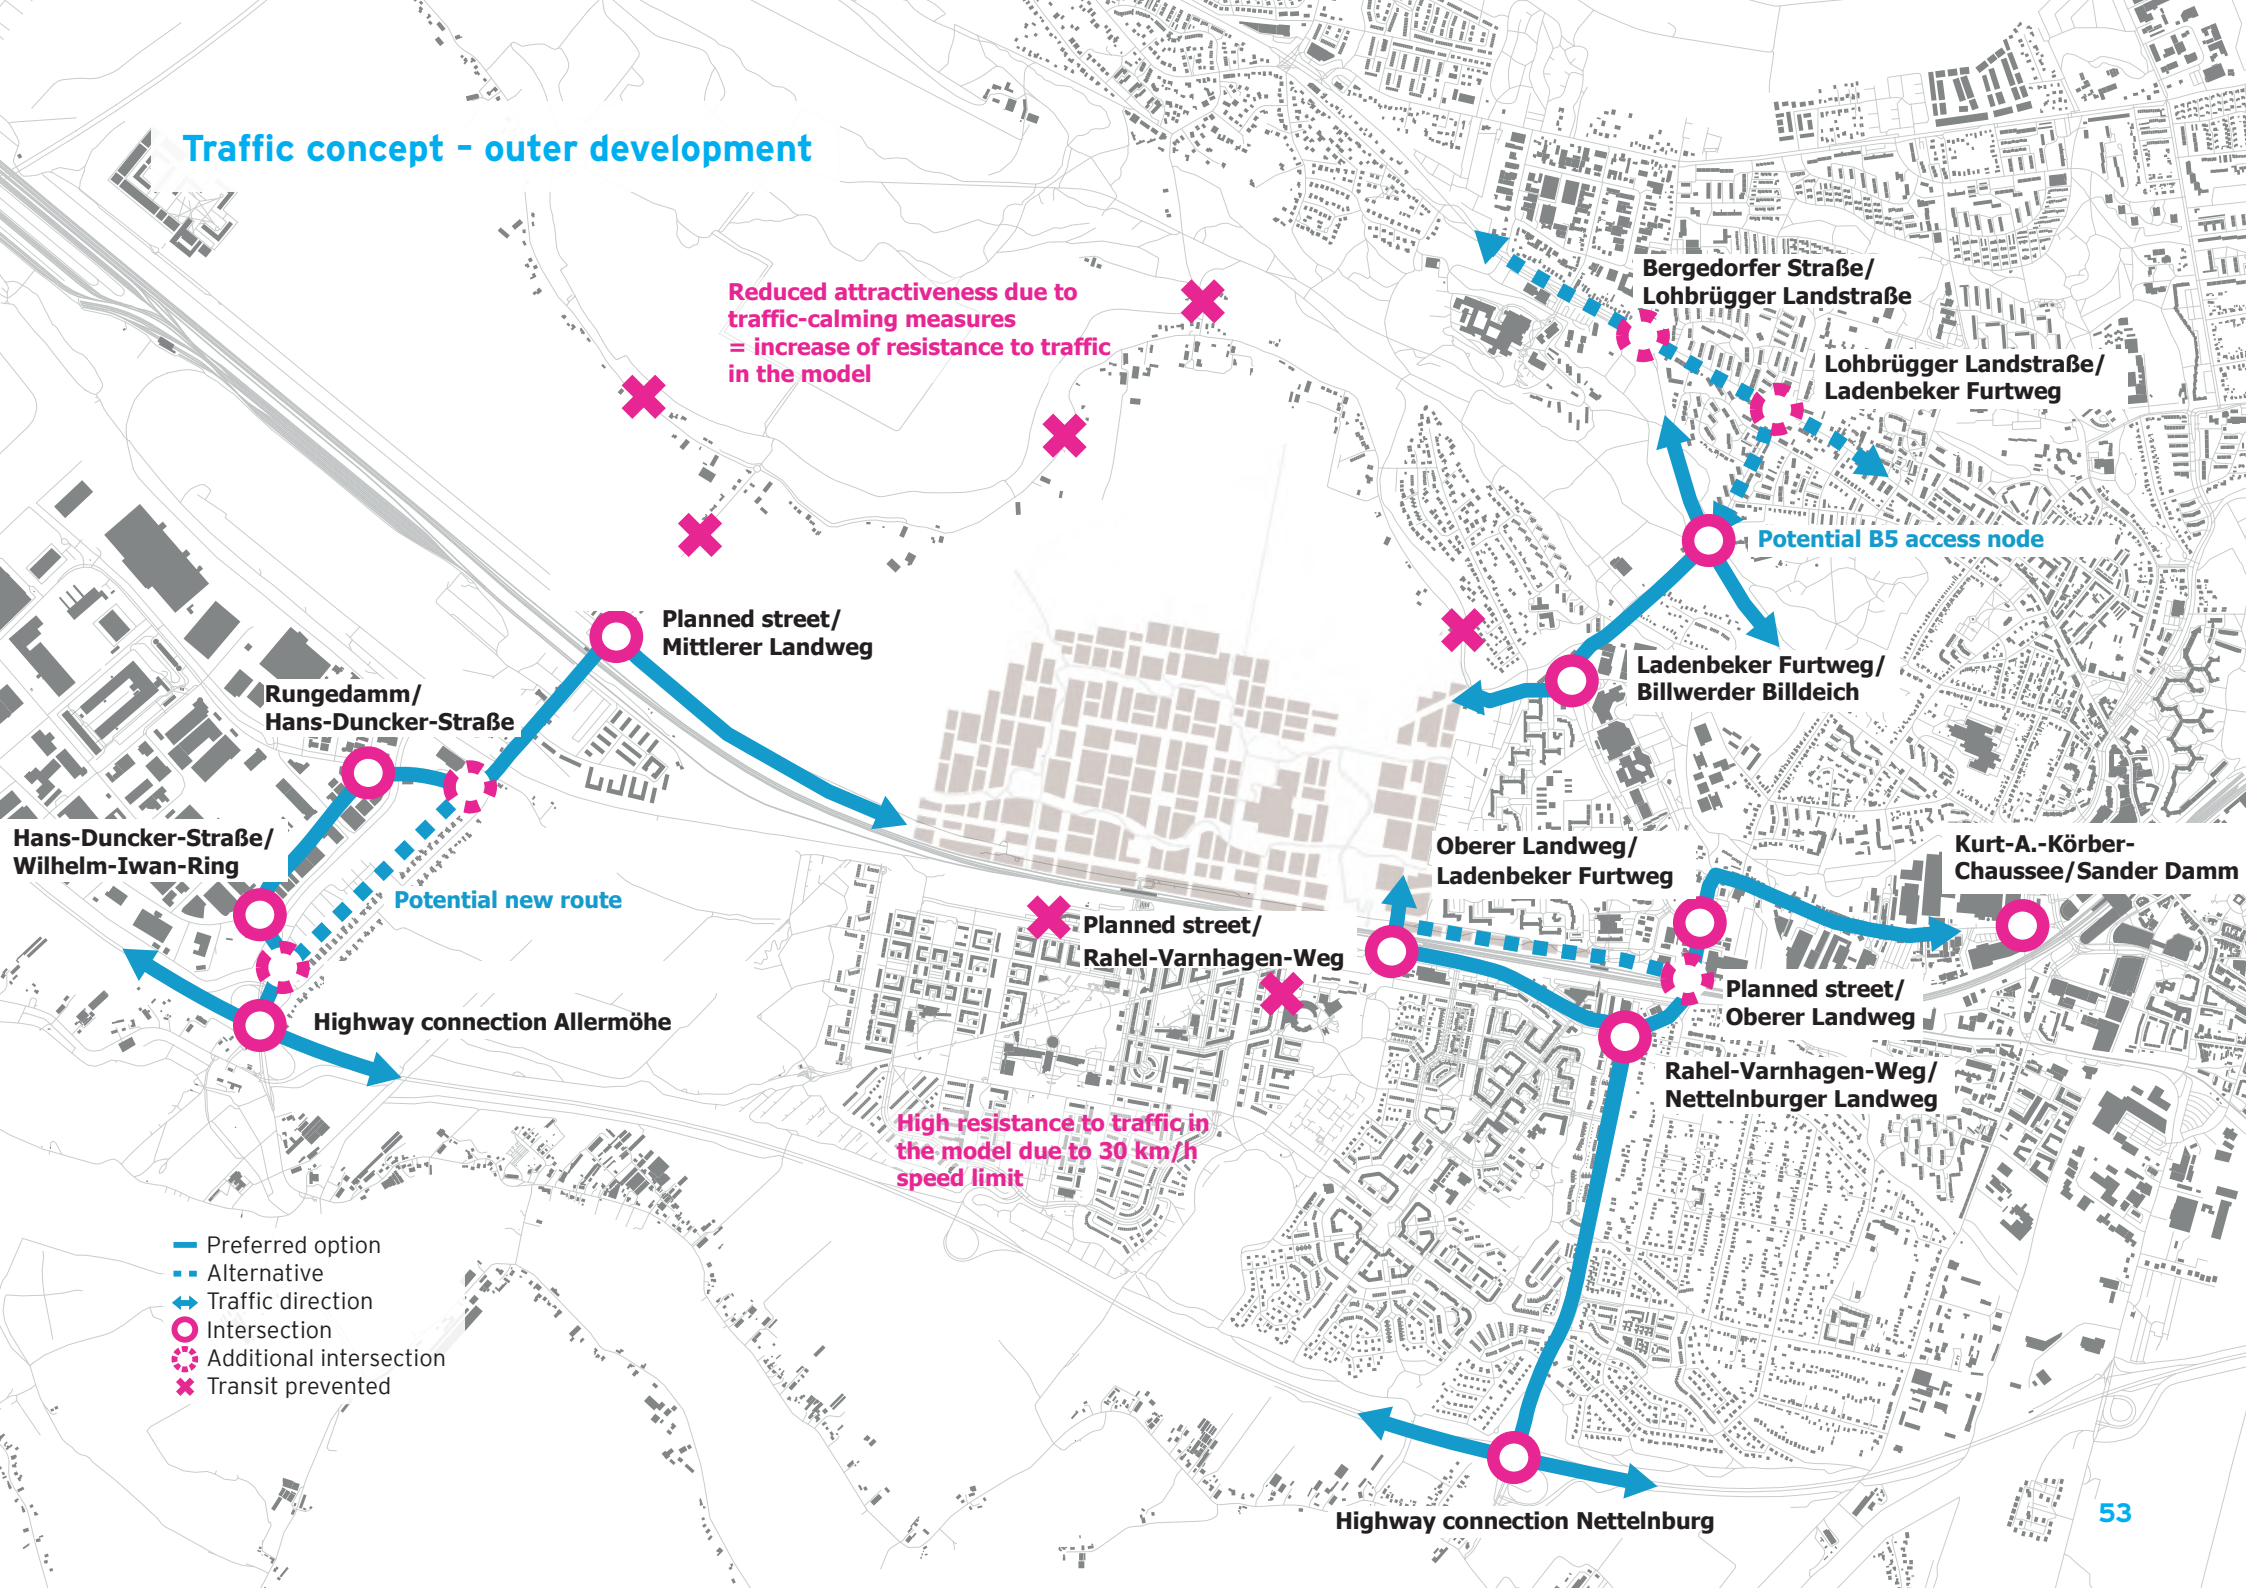 Traffic concept – outer development
Reduced attractiveness due to
traffic-calming measures
= increase of resistance to traffic
in the model
Bergedorfer Straße/
Lohbrügger Landstraße
Lohbrügger Landstraße/
Ladenbeker Furtweg
Potential B5 access node
Planned street/
Mittlerer Landweg
Ladenbeker Furtweg/
Billwerder Billdeich
Rungedamm/
Hans-Duncker-Straße
Hans-Duncker-Straße/
Wilhelm-Iwan-Ring
Potential new route
Oberer Landweg/
Ladenbeker Furtweg
Kurt-A.-Körber-
Chaussee/Sander Damm
Planned street/
Rahel-Varnhagen-Weg
Planned street/
Oberer Landweg
Highway connection Allermöhe
Rahel-Varnhagen-Weg/
Nettelnburger Landweg
High resistance to traffic in
the model due to 30 km/h
speed limit
Preferred option
Alternative
Traffic direction
Intersection
Additional intersection
Transit prevented
Highway connection Nettelnburg
53